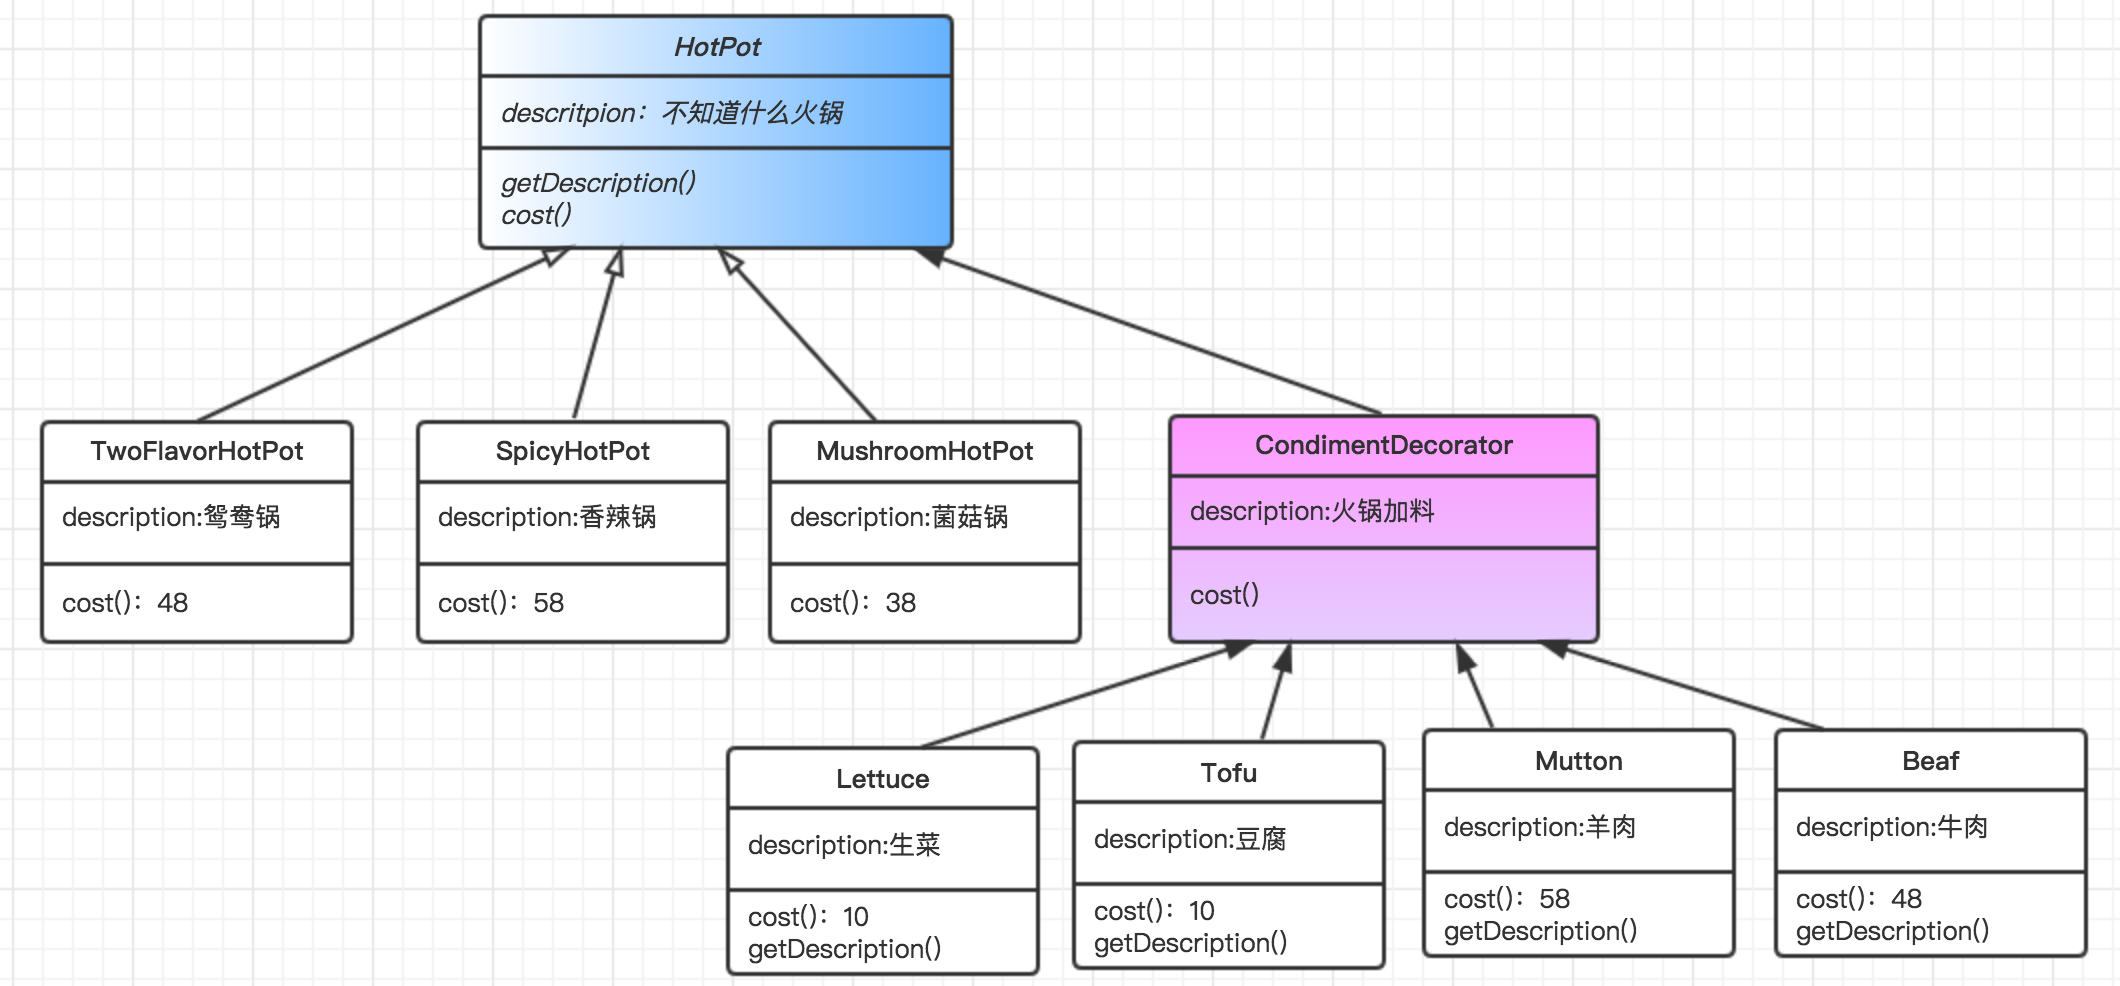 HotPot
descritpion：不知道什么火锅
getDescription()
cost()
TwoFlavorHotPot
description:鸳鸯锅
cost()：48
SpicyHotPot
description:香辣锅
cost()：58
MushroomHotPot
description:菌菇锅
cost()：38
CondimentDecorator
description:火锅加料
cost()
Lettuce
description:生菜
cost()：10
getDescription()
Tofu
description:豆腐
cost()：10
getDescription()
Mutton
description:羊肉
cost()：58
getDescription()
Beaf
description:牛肉
cost()：48
getDescription()